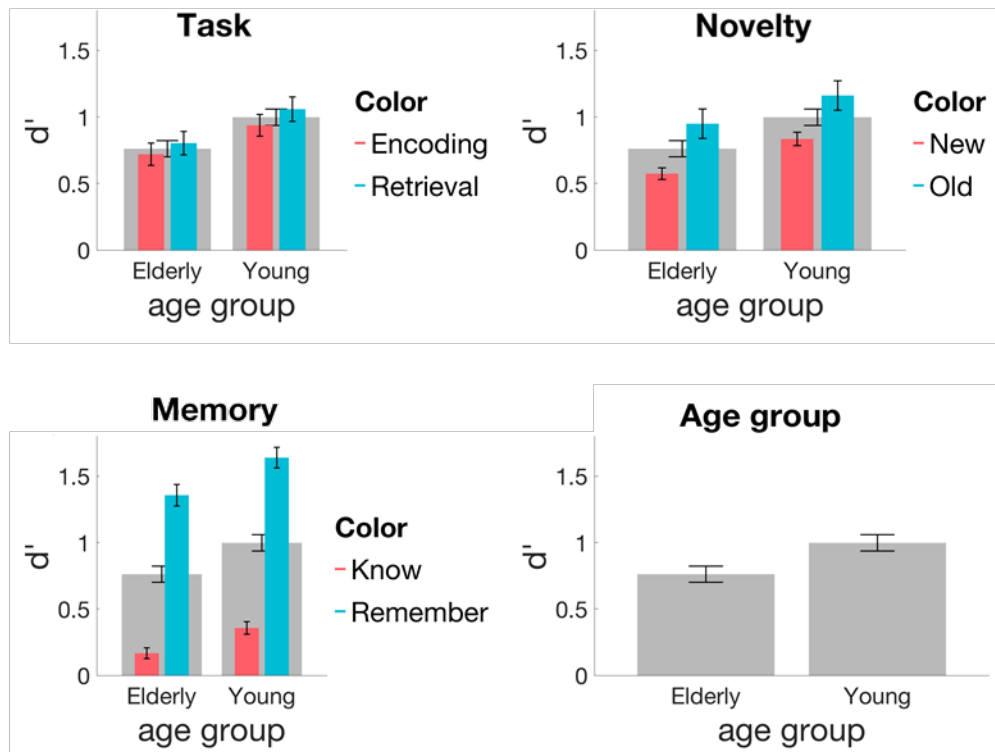 Task
1.5
1
0.5
0
d'
Elderly Young
age group
Color
Encoding
Retrieval
Novelty
1.5
1
0.5
0
d'
Elderly Young
age group
Color
New
Old
Memory
1.5
1
0.5
0
d'
Elderly Young
age group
Color
Know
Remember
Age group
1.5
1
0.5
0
d'
Elderly Young
age group